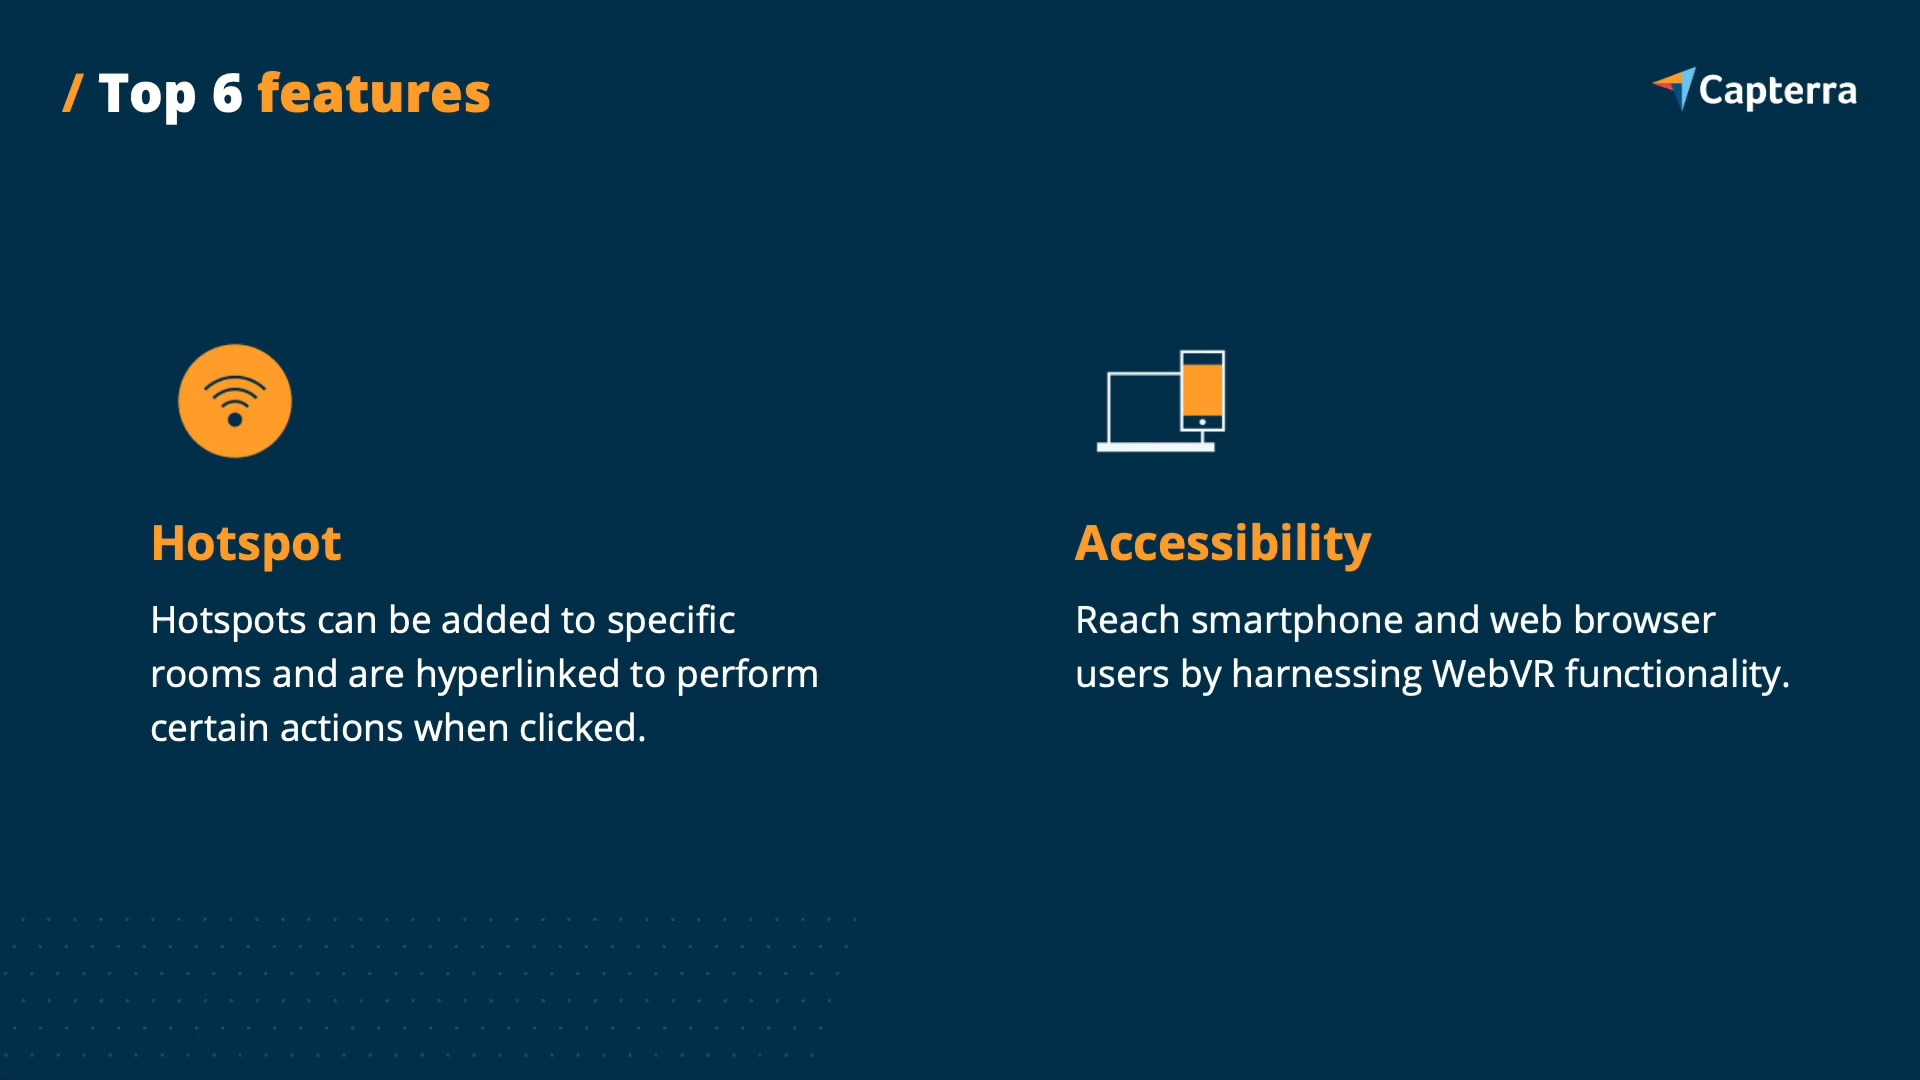 / Top 6 features
Capterra
Hotspot
Hotspots can be added to specific
rooms and are hyperlinked to perform
certain actions when clicked.
Accessibility
Reach smartphone and web browser
users by harnessing WebVR functionality.